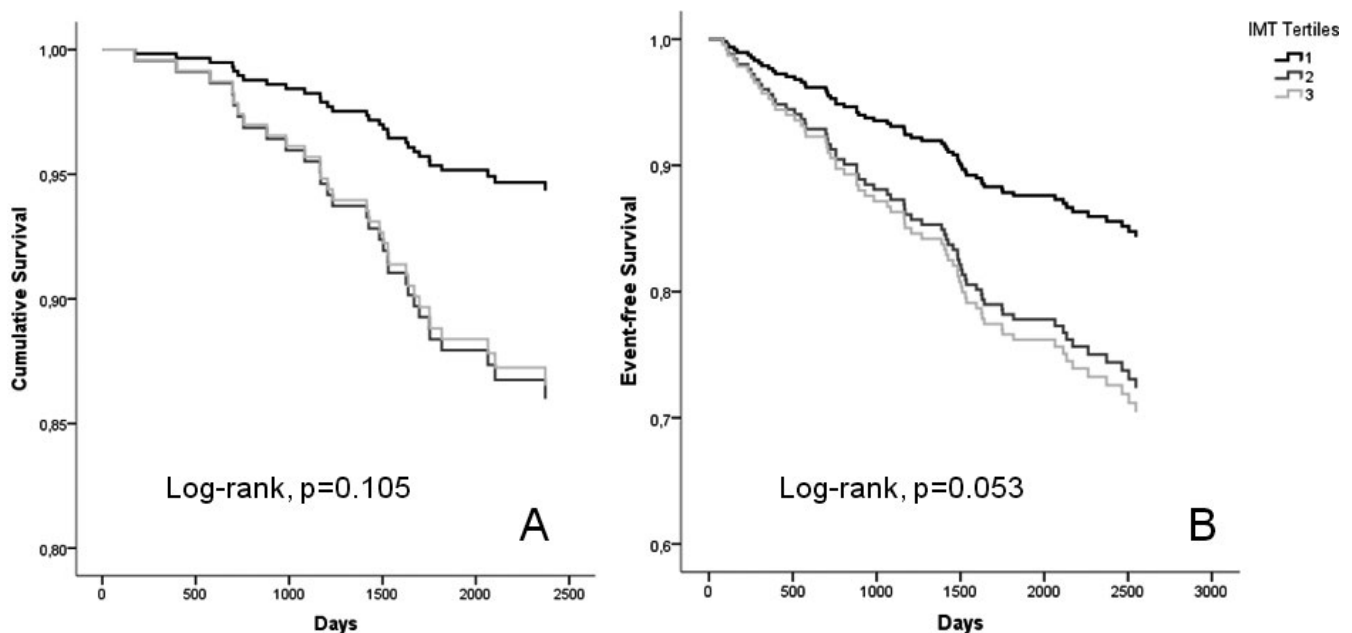 1,00
0,95
0,90
0,85
0,80
Cumulative Survival
Log-rank, p=0.105
A
0 500 1000 1500 2000 2500
Days
1,0
0,9
0,8
0,7
0,6
Event-free Survival
Log-rank, p=0.053
B
0 500 1000 1500 2000 2500 3000
Days
IMT Tertiles
1
2
3